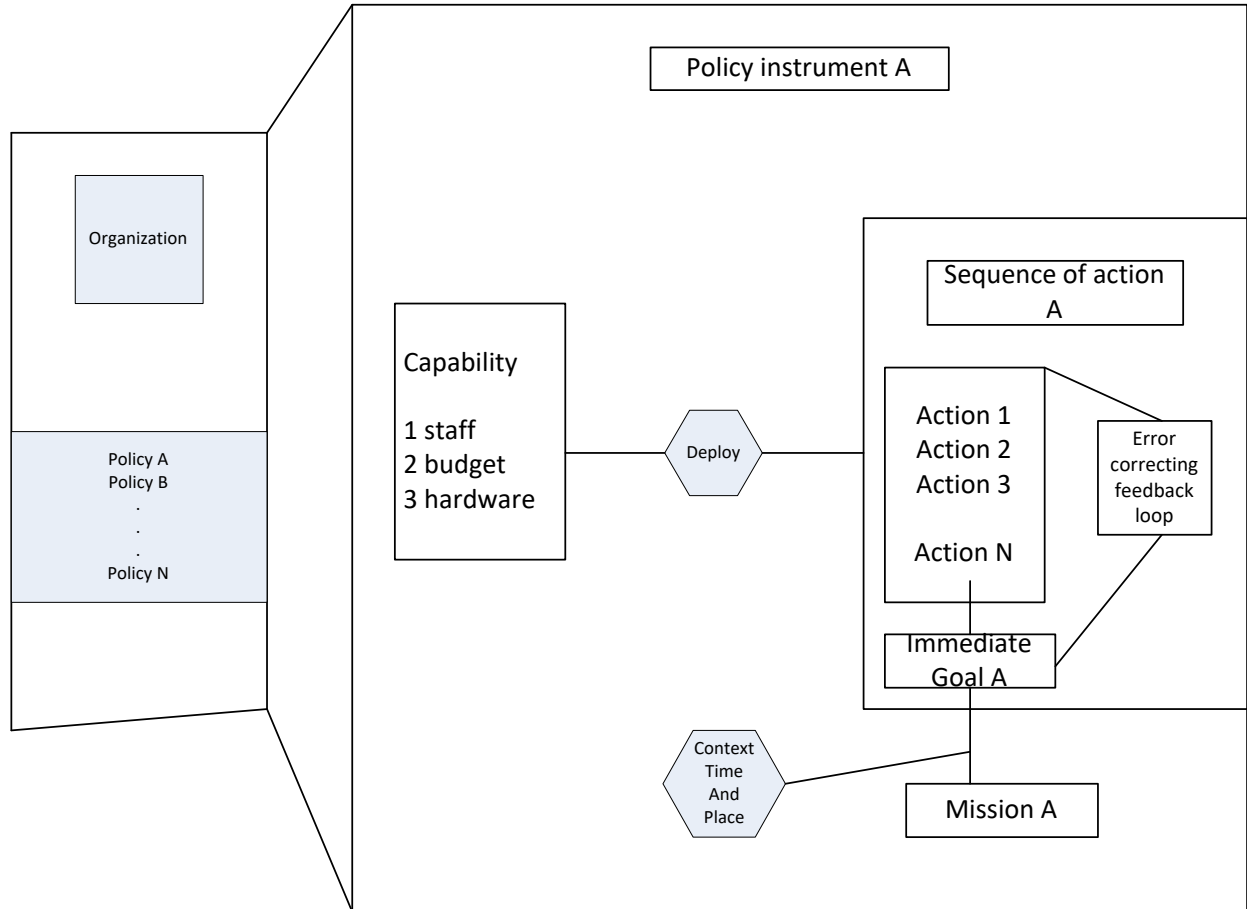 Policy instrument A
Organization
Policy A
Policy B
.
.
.
Policy N
Capability
1 staff
2 budget
3 hardware
Deploy
Sequence of action
A
Action 1
Action 2
Action 3
Action N
Error
correcting
feedback
loop
Immediate
Goal A
Context
Time
And
Place
Mission A